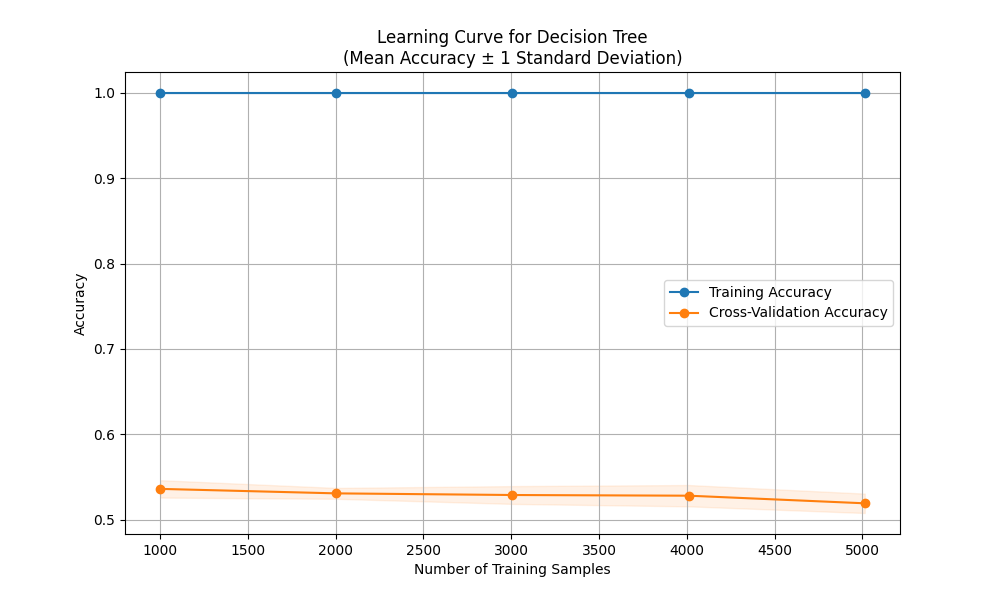 Learning Curve for Decision Tree
(Mean Accuracy ± 1 Standard Deviation)
1.0
0.9
0.8
0.7
0.6
0.5
Accuracy
Training Accuracy
Cross-Validation Accuracy
1000 1500 2000 2500 3000 3500 4000 4500 5000
Number of Training Samples